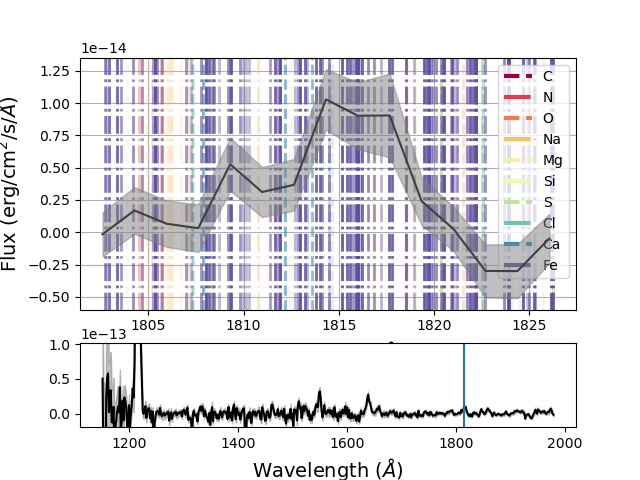 1e−14
Flux (erg/cm²/s/Å)
1.25
1.00
0.75
0.50
0.25
0.00
−0.25
−0.50
C
N
O
Na
Mg
Si
S
Cl
Ca
Fe
1805 1810 1815 1820 1825
1e−13
1.0
0.5
0.0
1200 1400 1600 1800 2000
Wavelength (Å)